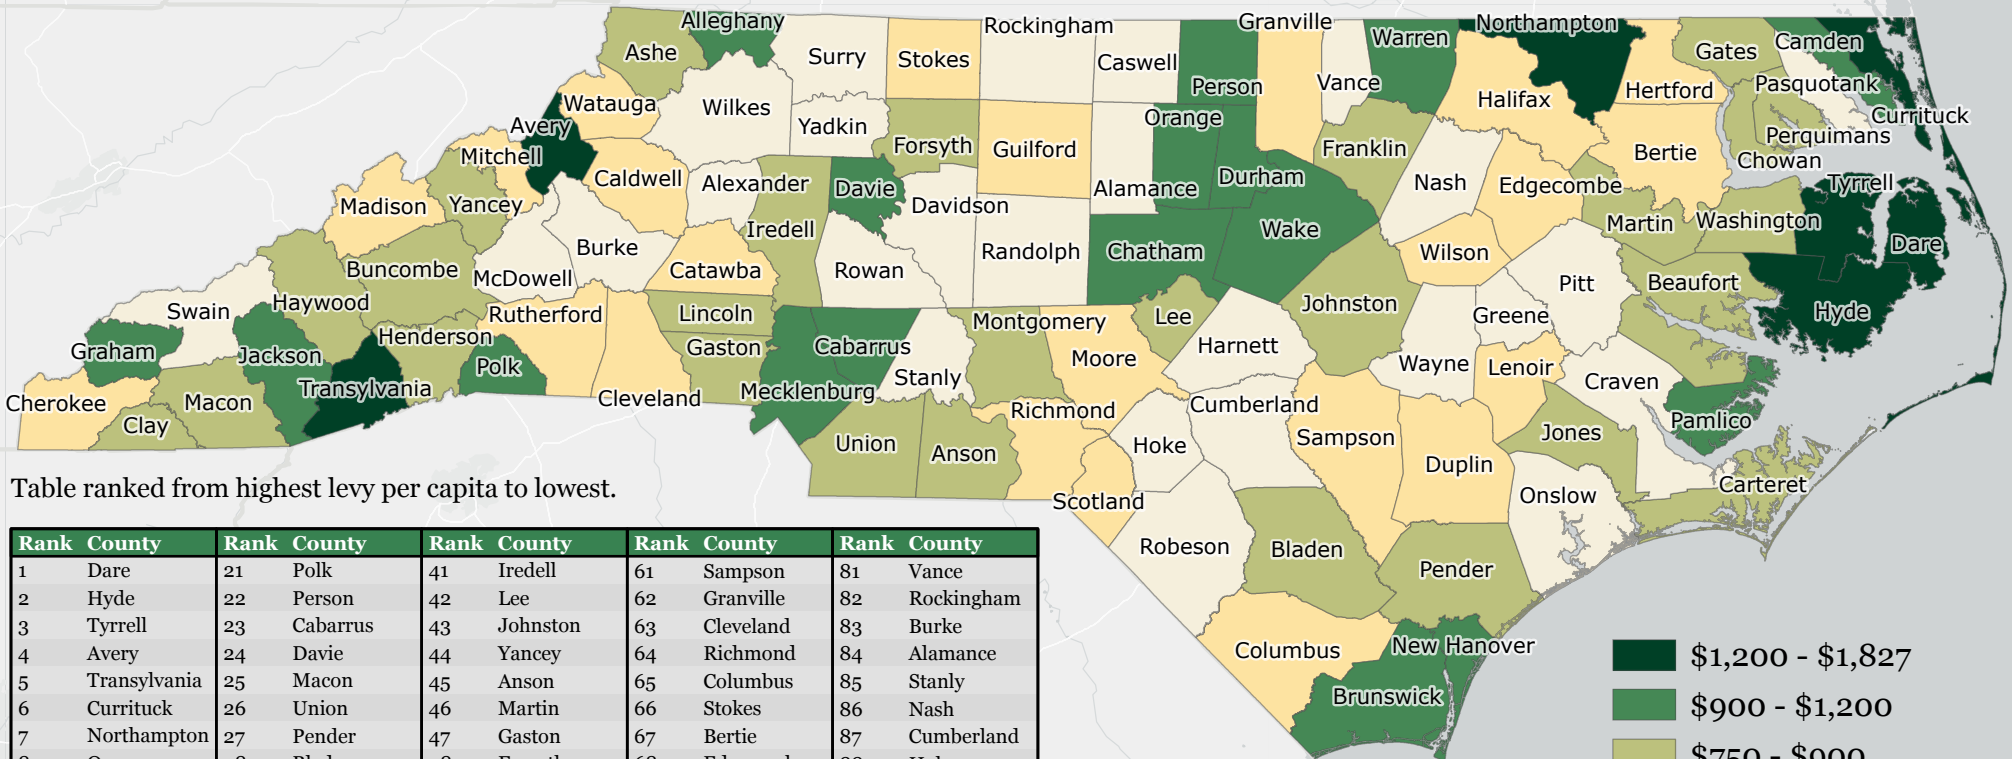 Alleghany
Granville
Northampton
Rockingham
Ashe
Surry
Stokes
Caswell
Person
Vance
Warren
Gates
Camden
Pasquotank
Watauga
Wilkes
Yadkin
Halifax
Hertford
Currituck
Avery
Forsyth
Guilford
Orange
Franklin
Perquimans
Mitchell
Bertie
Chowan
Caldwell
Alexander
Davie
Alamance
Durham
Nash
Edgecombe
Tyrrell
Madison
Yancey
Davidson
Iredell
Wake
Martin
Washington
Burke
Randolph
Chatham
Wilson
Dare
Buncombe
McDowell
Catawba
Rowan
Pitt
Beaufort
Haywood
Swain
Rutherford
Lincoln
Johnston
Greene
Hyde
Henderson
Montgomery
Lee
Graham
Jackson
Gaston
Cabarrus
Moore
Harnett
Wayne
Lenoir
Polk
Stanly
Craven
Transylvania
Mecklenburg
Cherokee
Macon
Cleveland
Richmond
Cumberland
Pamlico
Clay
Union
Anson
Hoke
Sampson
Jones
Duplin
Scotland
Onslow
Carteret
Robeson
Bladen
Pender
Columbus
New Hanover
Brunswick
Table ranked from highest levy per capita to lowest.
Rank County Rank County Rank County Rank County Rank County
1 Dare 21 Polk 41 Iredell 61 Sampson 81 Vance
2 Hyde 22 Person 42 Lee 62 Granville 82 Rockingham
3 Tyrrell 23 Cabarrus 43 Johnston 63 Cleveland 83 Burke
4 Avery 24 Davie 44 Yancey 64 Richmond 84 Alamance
5 Transylvania 25 Macon 45 Anson 65 Columbus 85 Stanly
6 Currituck 26 Union 46 Martin 66 Stokes 86 Nash
7 Northampton 27 Pender 47 Gaston 67 Bertie 87 Cumberland
$1,200 - $1,827
$900 - $1,200
$750 - $900